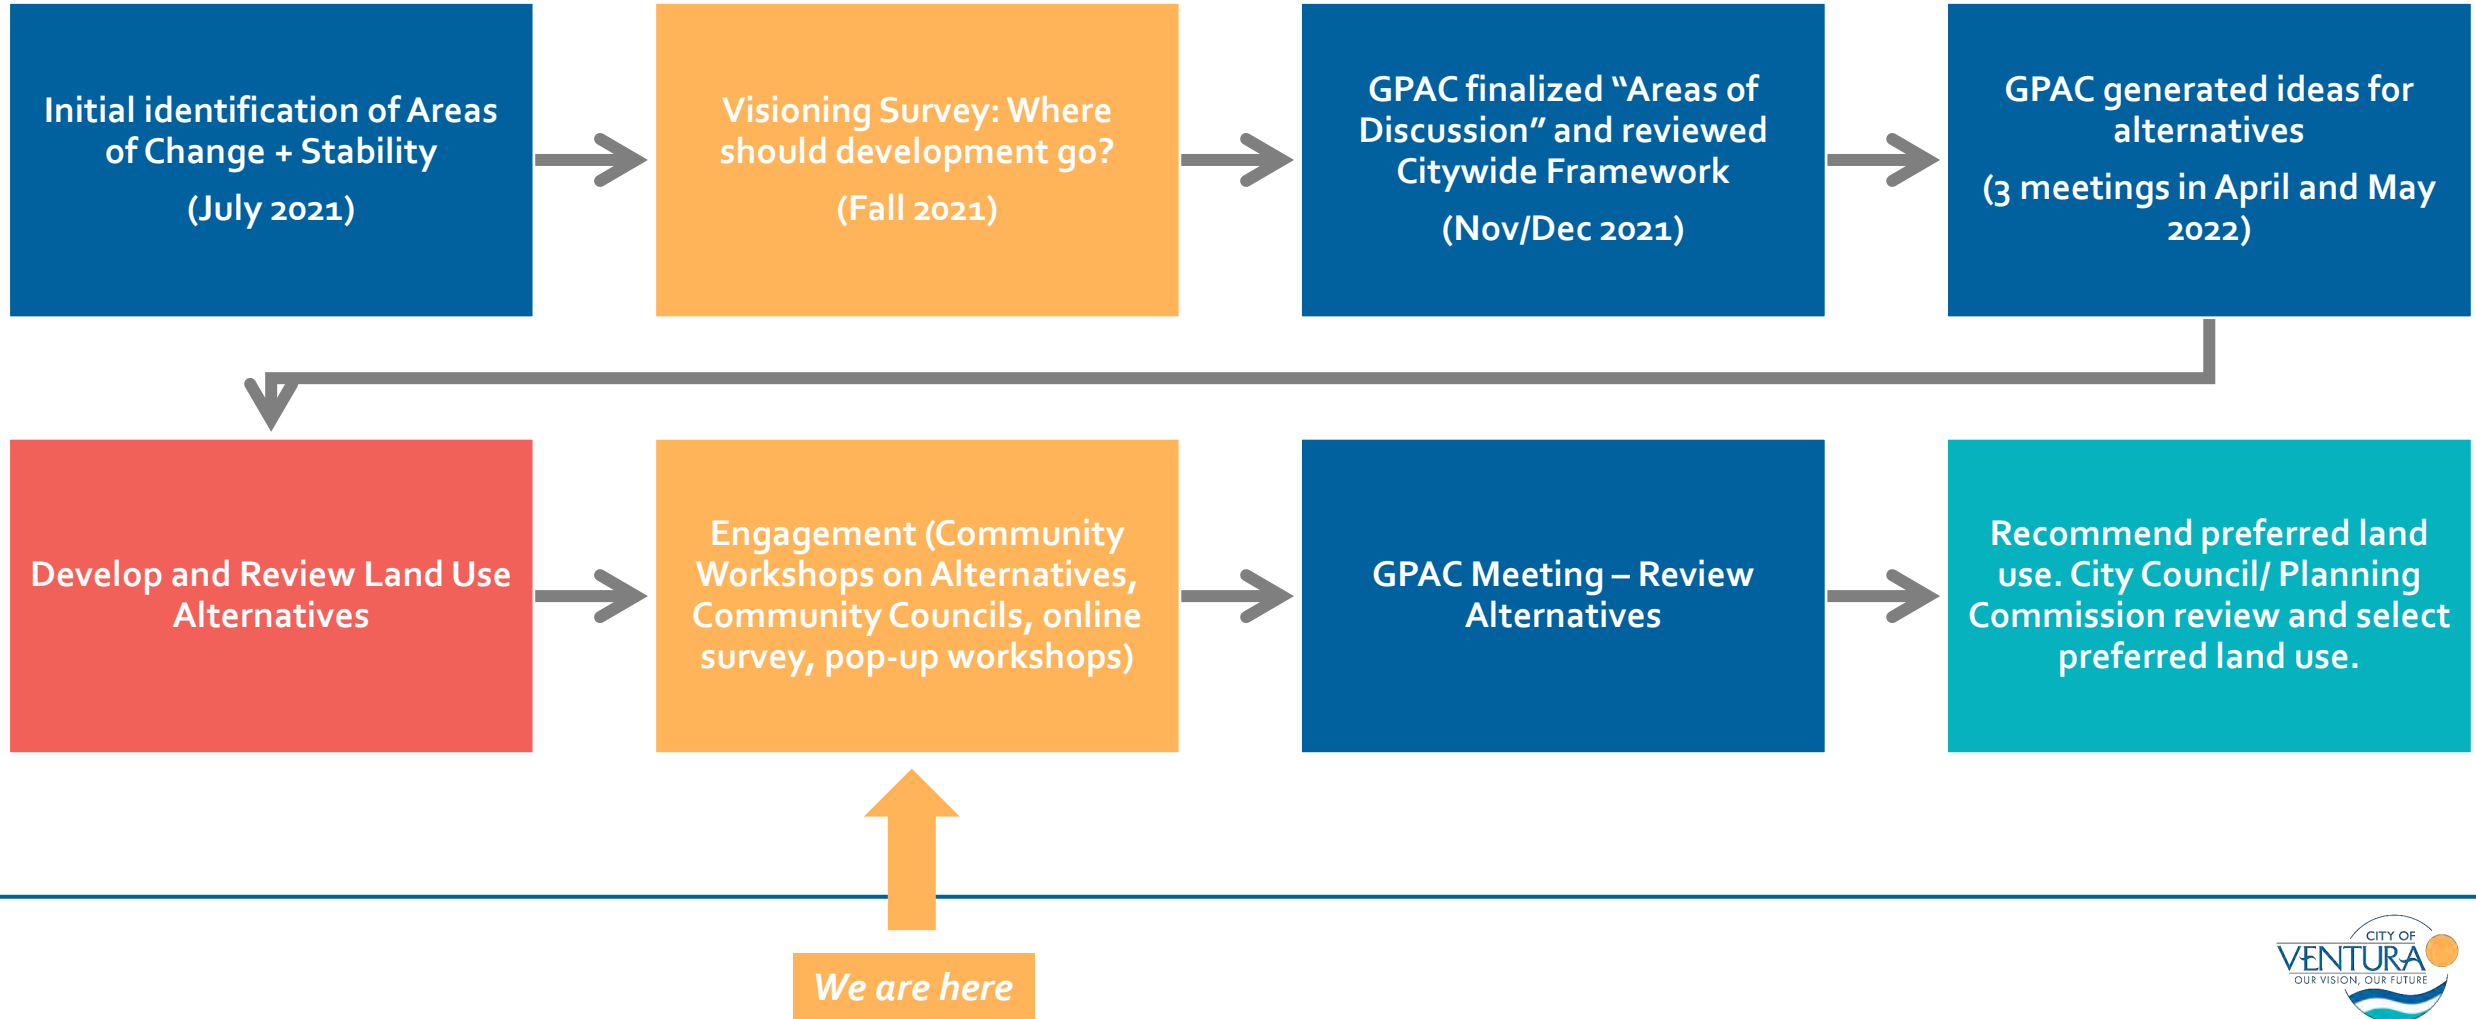 Initial identification of Areas
of Change + Stability
(July 2021)
Visioning Survey: Where
should development go?
(Fall 2021)
GPAC finalized “Areas of
Discussion” and reviewed
Citywide Framework
(Nov/Dec 2021)
GPAC generated ideas for
alternatives
(3 meetings in April and May
2022)
Develop and Review Land Use
Alternatives
Engagement (Community
Workshops on Alternatives,
Community Councils, online
survey, pop-up workshops)
GPAC Meeting – Review
Alternatives
Recommend preferred land
use. City Council/ Planning
Commission review and select
preferred land use.
We are here
CITY OF
VENTURA
OUR VISION, OUR FUTURE